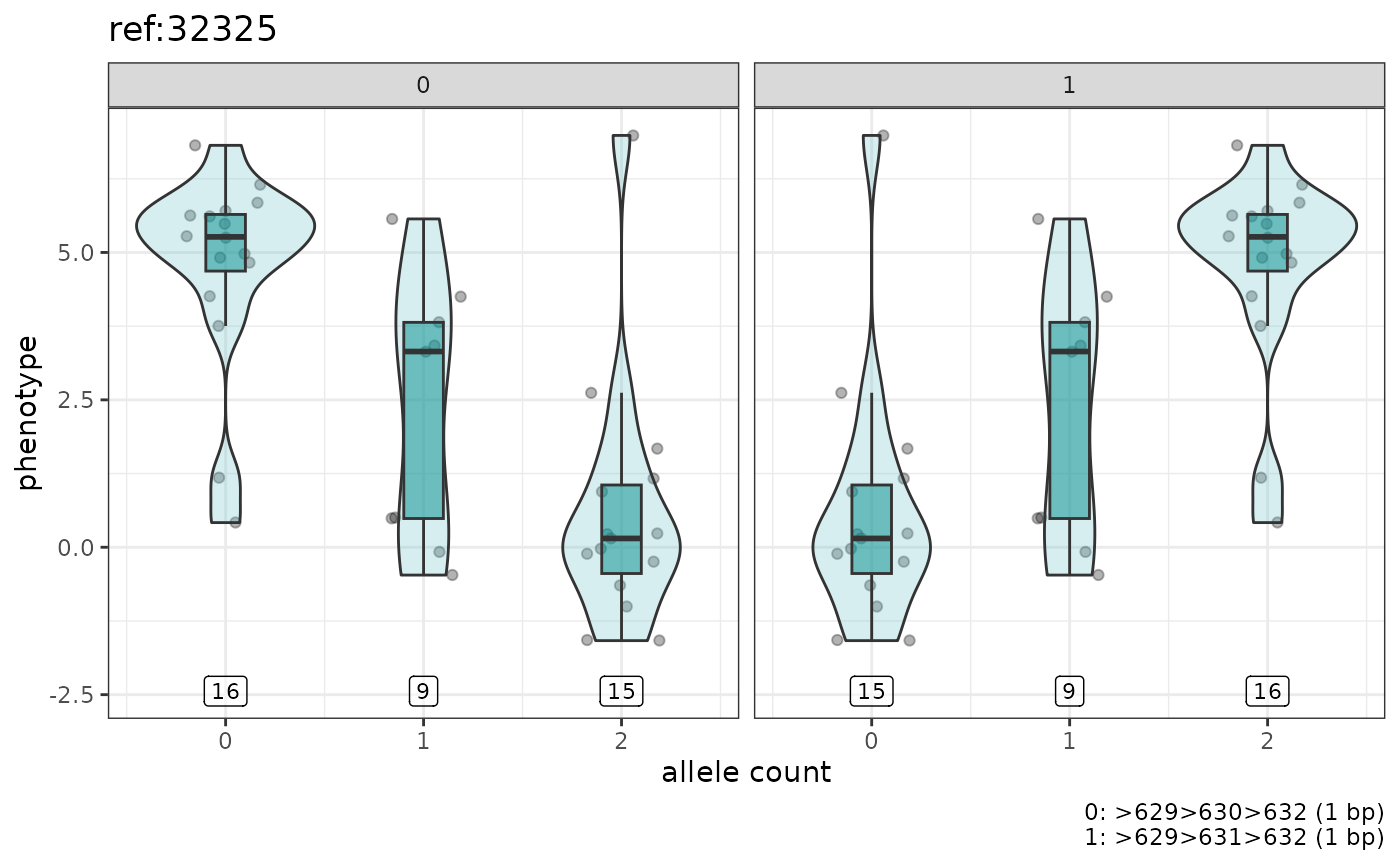 ref:32325
0 1
phenotype
5.0
2.5
0.0
-2.5
16 9 15 15 9 16
0 1 2 0 1 2
allele count
0: >629>630>632 (1 bp)
1: >629>631>632 (1 bp)